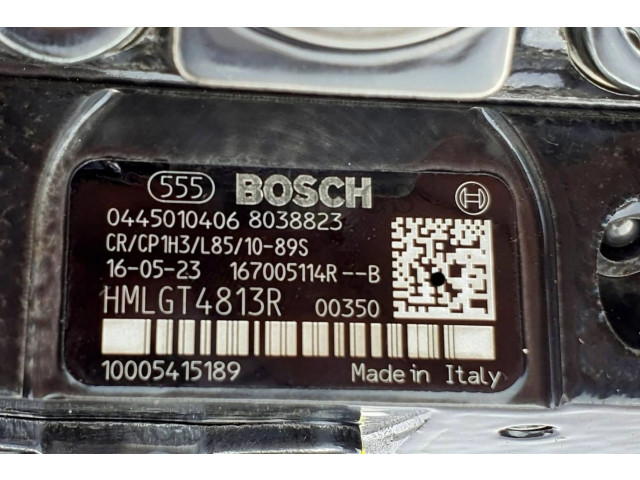 555 BOSCH
0445010406 8038823
CR/CP1H3/L85/10-89S
16-05-23 167005114R--B
HMLGT4813R 00350
10005415189 Made in Italy